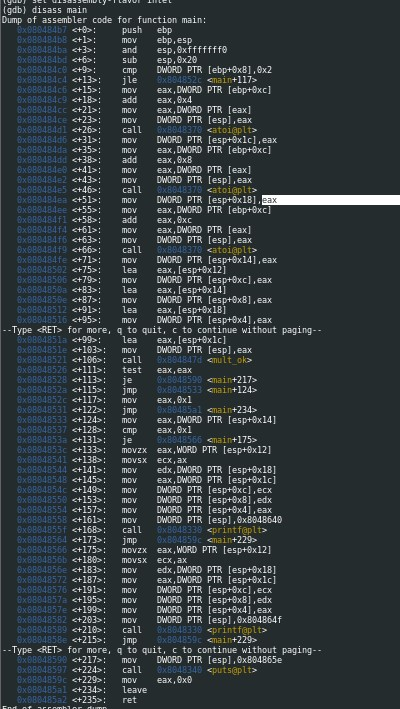 (gdb) set disassembly-flavor intel
(gdb) disass main
Dump of assembler code for function main:
0x080484b7 <+0>: push ebp
0x080484b8 <+1>: mov ebp,esp
0x080484ba <+3>: and esp,0xfffffff0
0x080484bd <+6>: sub esp,0x20
0x080484c0 <+9>: cmp DWORD PTR [ebp+0x8],0x2
0x080484c4 <+13>: jle 0x804852c <main+117>
0x080484c6 <+15>: mov eax,DWORD PTR [ebp+0xc]
0x080484c9 <+18>: add eax,0x4
0x080484cc <+21>: mov eax,DWORD PTR [eax]
0x080484ce <+23>: mov DWORD PTR [esp],eax
0x080484d1 <+26>: call 0x8048370 <atoi@plt>
0x080484d6 <+31>: mov DWORD PTR [esp+0x1c],eax
0x080484da <+35>: mov eax,DWORD PTR [ebp+0xc]
0x080484dd <+38>: add eax,0x8
0x080484e0 <+41>: mov eax,DWORD PTR [eax]
0x080484e2 <+43>: mov DWORD PTR [esp],eax
0x080484e5 <+46>: call 0x8048370 <atoi@plt>
0x080484ea <+51>: mov DWORD PTR [esp+0x18],eax
0x080484ee <+55>: mov eax,DWORD PTR [ebp+0xc]
0x080484f1 <+58>: add eax,0xc
0x080484f4 <+61>: mov eax,DWORD PTR [eax]
0x080484f6 <+63>: mov DWORD PTR [esp],eax
0x080484f9 <+66>: call 0x8048370 <atoi@plt>
0x080484fe <+71>: mov DWORD PTR [esp+0x14],eax
0x08048502 <+75>: lea eax,[esp+0x12]
0x08048506 <+79>: mov DWORD PTR [esp+0xc],eax
0x0804850a <+83>: lea eax,[esp+0x14]
0x0804850e <+87>: mov DWORD PTR [esp+0x8],eax
0x08048512 <+91>: lea eax,[esp+0x18]
0x08048516 <+95>: mov DWORD PTR [esp+0x4],eax
--Type <RET> for more, q to quit, c to continue without paging--
0x0804851a <+99>: lea eax,[esp+0x1c]
0x0804851e <+103>: mov DWORD PTR [esp],eax
0x08048521 <+106>: call 0x804847d <mult_ok>
0x08048526 <+111>: test eax,eax
0x08048528 <+113>: je 0x8048590 <main+217>
0x0804852a <+115>: jmp 0x8048533 <main+124>
0x0804852c <+117>: mov eax,0x1
0x08048531 <+122>: jmp 0x80485a1 <main+234>
0x08048533 <+124>: mov eax,DWORD PTR [esp+0x14]
0x08048537 <+128>: cmp eax,0x1
0x0804853a <+131>: je 0x8048566 <main+175>
0x0804853c <+133>: movzx eax,WORD PTR [esp+0x12]
0x08048541 <+138>: movsx ecx,ax
0x08048544 <+141>: mov edx,DWORD PTR [esp+0x18]
0x08048548 <+145>: mov eax,DWORD PTR [esp+0x1c]
0x0804854c <+149>: mov DWORD PTR [esp+0xc],ecx
0x08048550 <+153>: mov DWORD PTR [esp+0x8],edx
0x08048554 <+157>: mov DWORD PTR [esp+0x4],eax
0x08048558 <+161>: mov DWORD PTR [esp],0x8048640
0x0804855f <+168>: call 0x8048330 <printf@plt>
0x08048564 <+173>: jmp 0x804859c <main+229>
0x08048566 <+175>: movzx eax,WORD PTR [esp+0x12]
0x0804856b <+180>: movsx ecx,ax
0x0804856e <+183>: mov edx,DWORD PTR [esp+0x18]
0x08048572 <+187>: mov eax,DWORD PTR [esp+0x1c]
0x08048576 <+191>: mov DWORD PTR [esp+0xc],ecx
0x0804857a <+195>: mov DWORD PTR [esp+0x8],edx
0x0804857e <+199>: mov DWORD PTR [esp+0x4],eax
0x08048582 <+203>: mov DWORD PTR [esp],0x804864f
0x08048589 <+210>: call 0x8048330 <printf@plt>
0x0804858e <+215>: jmp 0x804859c <main+229>
--Type <RET> for more, q to quit, c to continue without paging--
0x08048590 <+217>: mov DWORD PTR [esp],0x804865e
0x08048597 <+224>: call 0x8048340 <puts@plt>
0x0804859c <+229>: mov eax,0x0
0x080485a1 <+234>: leave
0x080485a2 <+235>: ret
End of assembler dump.